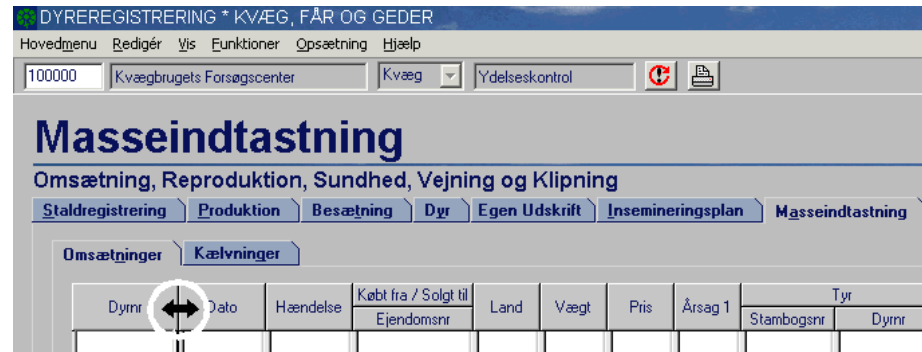 DYREREGISTRERING * KVÆG, FÅR OG GEDER
Hovedmenu Redigér Vis Funktioner Opsætning Hjælp
100000 Kvægbrugets Forsøgscenter Kvæg Ydelseskontrol
Masseindtastning
Omsætning, Reproduktion, Sundhed, Vejning og Klipning
Staldregistrering Produktion Besætning Dyr Egen Udskrift Insemineringsplan Masseindtastning
Omsætninger Kælvninger
Dyrnr Dato Hændelse Købt fra / Solgt til Land Vægt Pris Årsag 1 Tyr
Ejendomsnr Stambogsnr Dyrnr